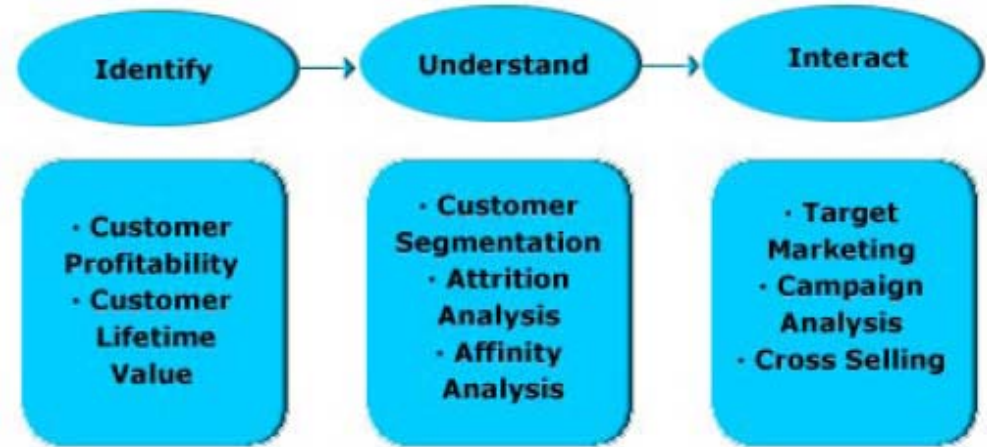 Identify
Understand
Interact
· Customer
Profitability
· Customer
Lifetime
Value
· Customer
Segmentation
· Attrition
Analysis
· Affinity
Analysis
· Target
Marketing
· Campaign
Analysis
· Cross Selling